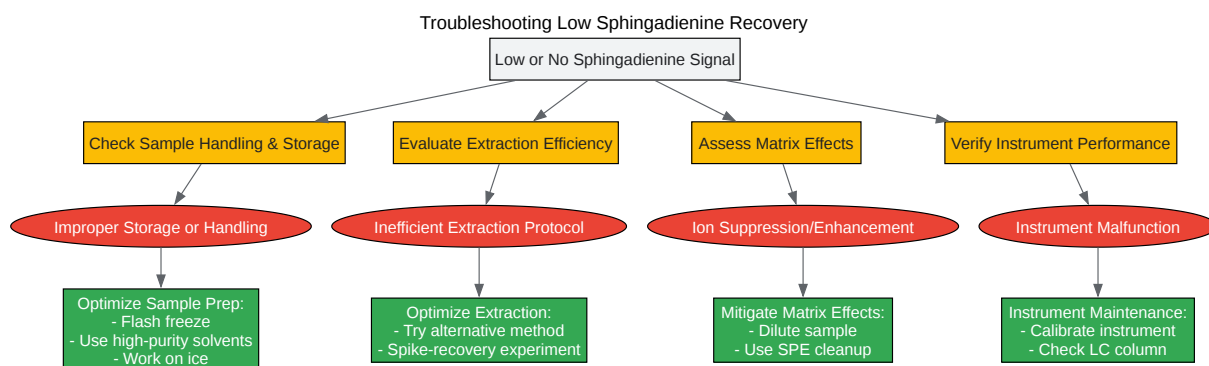 Troubleshooting Low Sphingadienine Recovery
Low or No Sphingadienine Signal
Check Sample Handling & Storage
Evaluate Extraction Efficiency
Assess Matrix Effects
Verify Instrument Performance
Improper Storage or Handling
Inefficient Extraction Protocol
Ion Suppression/Enhancement
Instrument Malfunction
Optimize Sample Prep:
- Flash freeze
- Use high-purity solvents
- Work on ice
Optimize Extraction:
- Try alternative method
- Spike-recovery experiment
Mitigate Matrix Effects:
- Dilute sample
- Use SPE cleanup
Instrument Maintenance:
- Calibrate instrument
- Check LC column